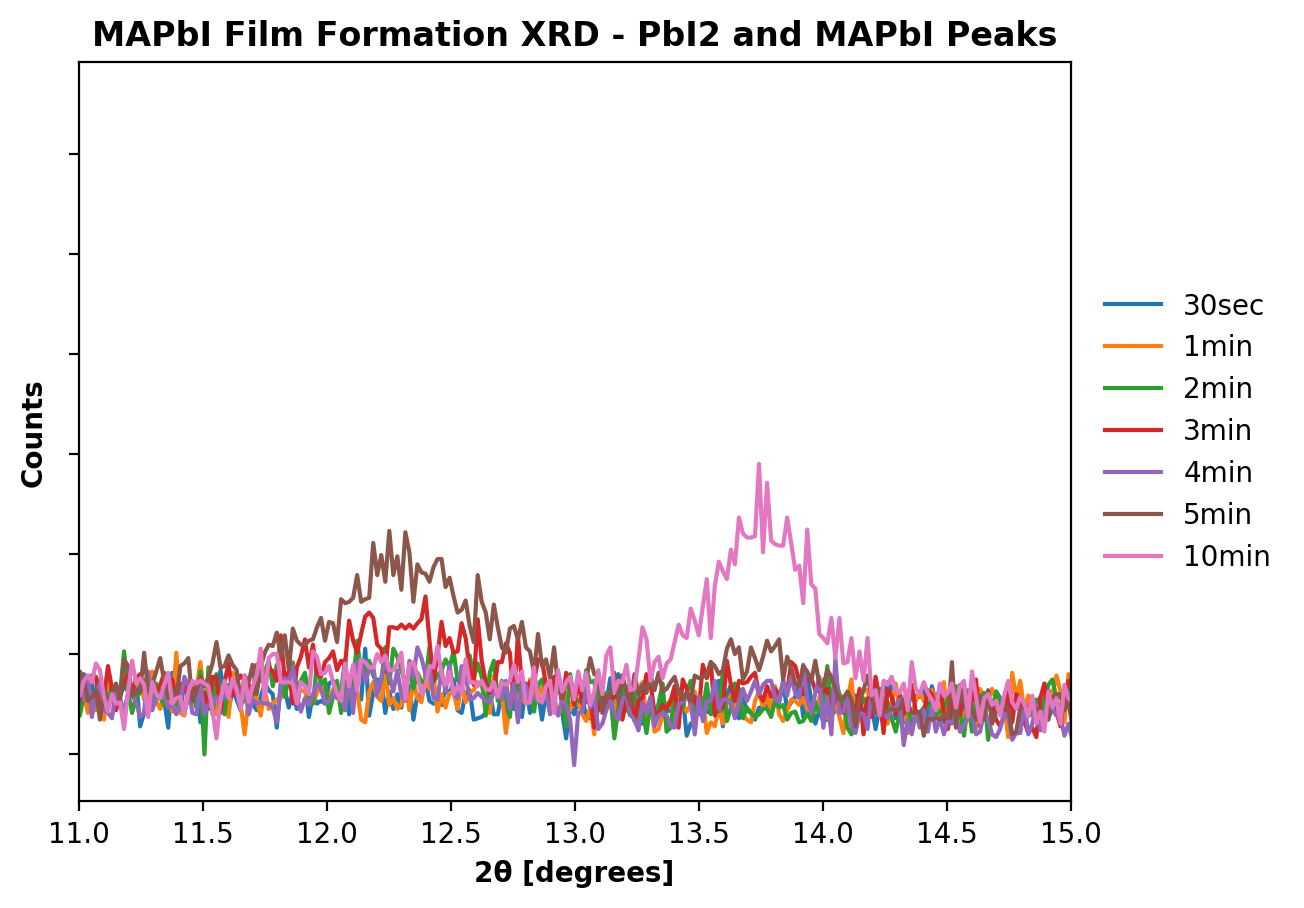 MAPbI Film Formation XRD - PbI2 and MAPbI Peaks
Counts
30sec
1min
2min
3min
4min
5min
10min
11.0 11.5 12.0 12.5 13.0 13.5 14.0 14.5 15.0
2θ [degrees]